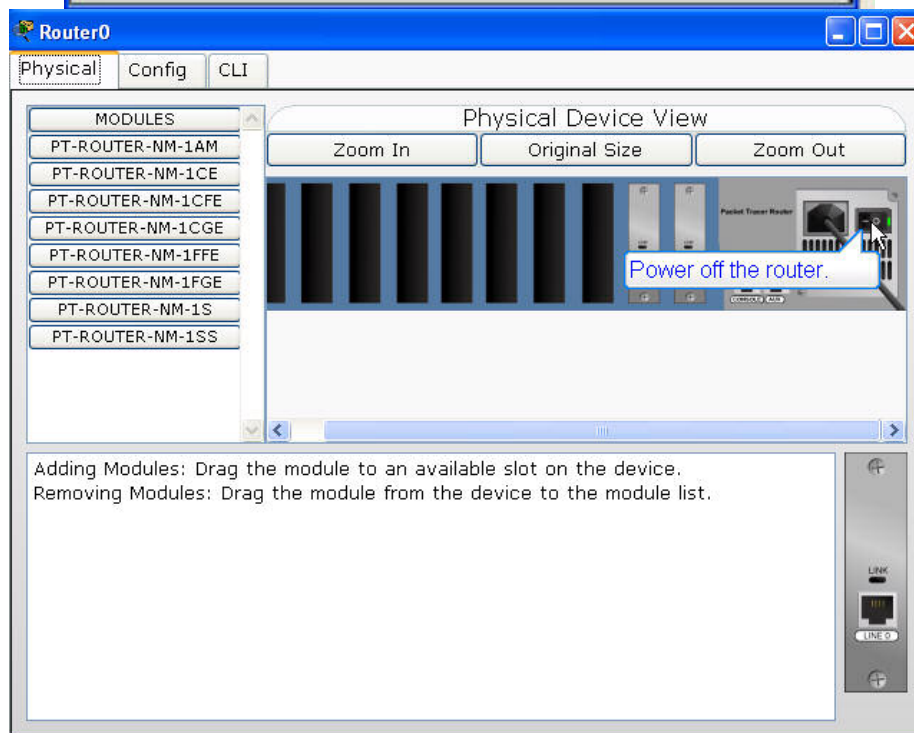 Router0
Physical Config CLI
MODULES
PT-ROUTER-NM-1AM
PT-ROUTER-NM-1CE
PT-ROUTER-NM-1CFE
PT-ROUTER-NM-1CGE
PT-ROUTER-NM-1FFE
PT-ROUTER-NM-1FGE
PT-ROUTER-NM-1S
PT-ROUTER-NM-1SS
Physical Device View
Zoom In Original Size Zoom Out
Packet Tracer Router
Power off the router.
CONSOLE AUX
Adding Modules: Drag the module to an available slot on the device.
Removing Modules: Drag the module from the device to the module list.
LINK
LINE 0